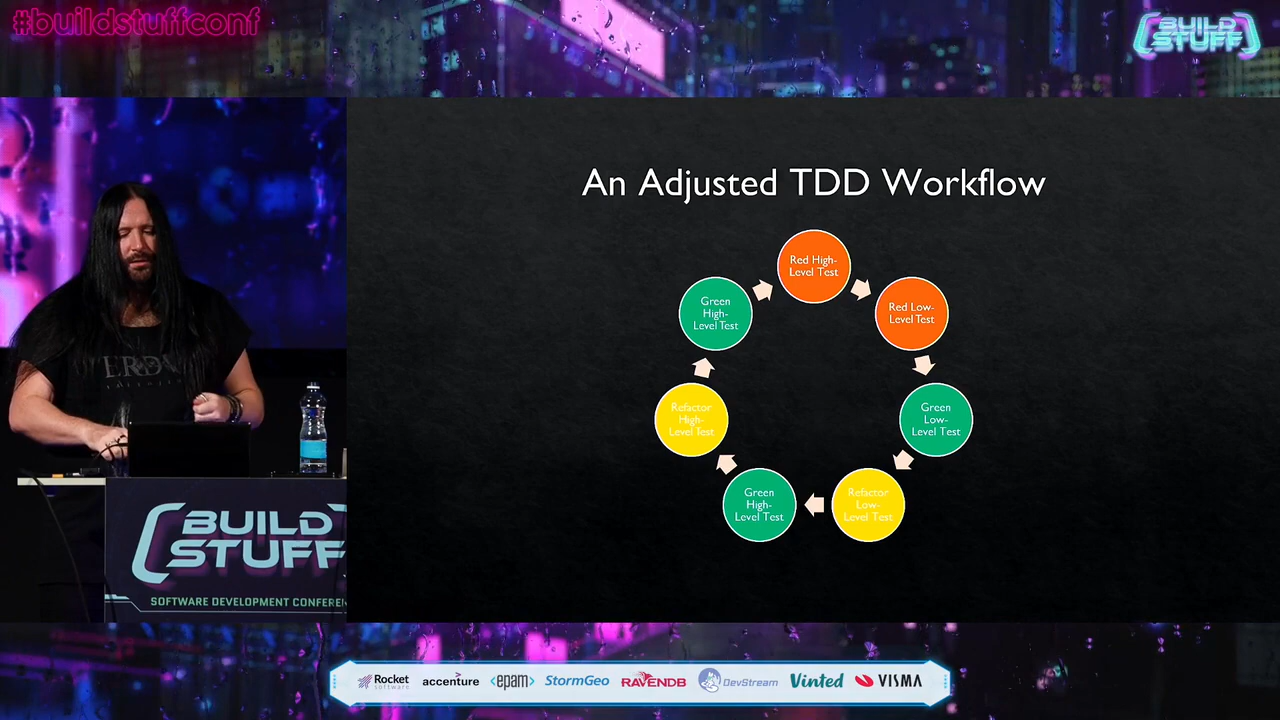 #buildstuffconf
BUILD
STUFF
An Adjusted TDD Workflow
Red High-
Level Test
Red Low-
Level Test
Green
Low-
Level Test
Refactor
Low-
Level Test
Green
High-
Level Test
Refactor
High-
Level Test
Green
High-
Level Test
BUILD
STUFF
SOFTWARE DEVELOPMENT CONFEREN
Rocket
software
accenture
<epam>
StormGeo
RAVENDB
DevStream
Vinted
VISMA